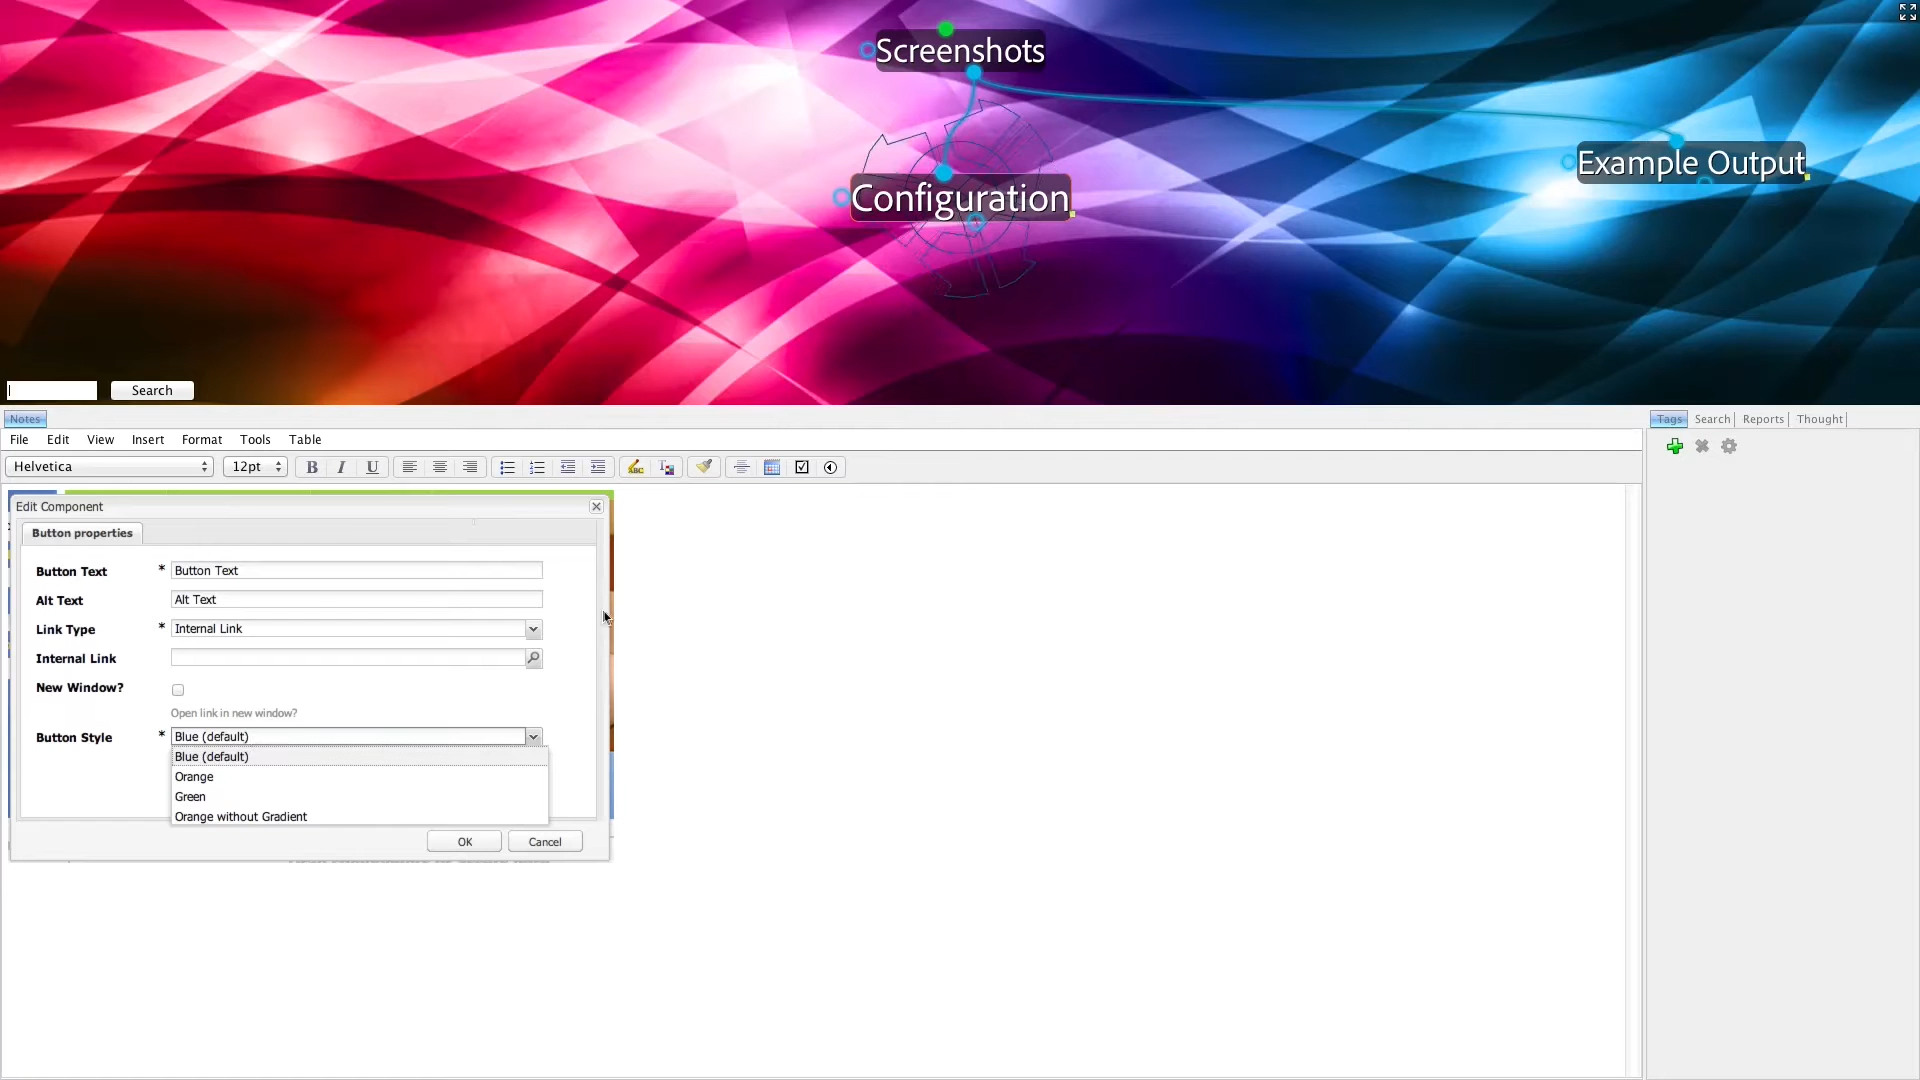 Screenshots
Example Output
Configuration
Search
Notes
Tags Search Reports Thought
File Edit View Insert Format Tools Table
Helvetica 12pt B I U ABC
Edit Component
Button properties
Button Text * Button Text
Alt Text Alt Text
Link Type * Internal Link
Internal Link
New Window?
Open link in new window?
Button Style * Blue (default)
Blue (default)
Orange
Green
Orange without Gradient
OK Cancel